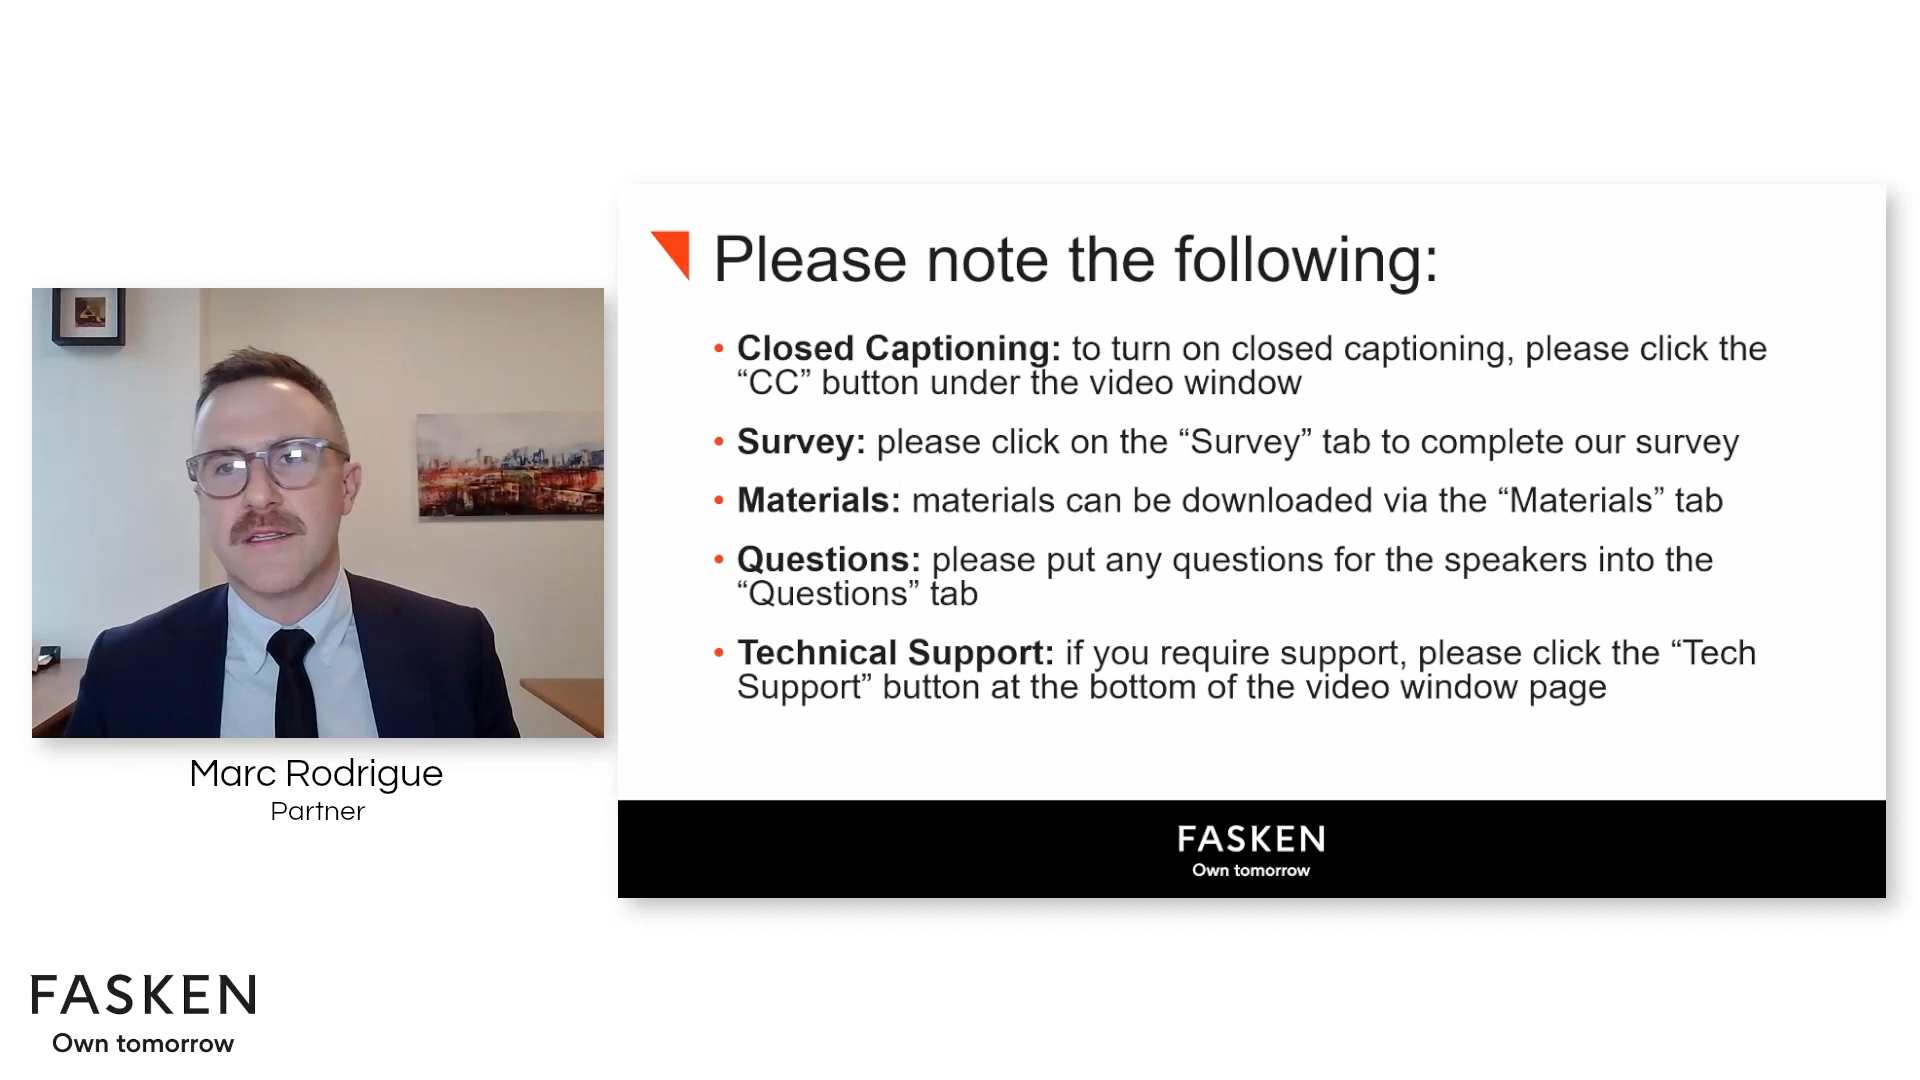 Please note the following:
• Closed Captioning: to turn on closed captioning, please click the
“CC” button under the video window
• Survey: please click on the “Survey” tab to complete our survey
• Materials: materials can be downloaded via the “Materials” tab
• Questions: please put any questions for the speakers into the
“Questions” tab
• Technical Support: if you require support, please click the “Tech
Support” button at the bottom of the video window page
FASKEN
Own tomorrow
Marc Rodrigue
Partner
FASKEN
Own tomorrow